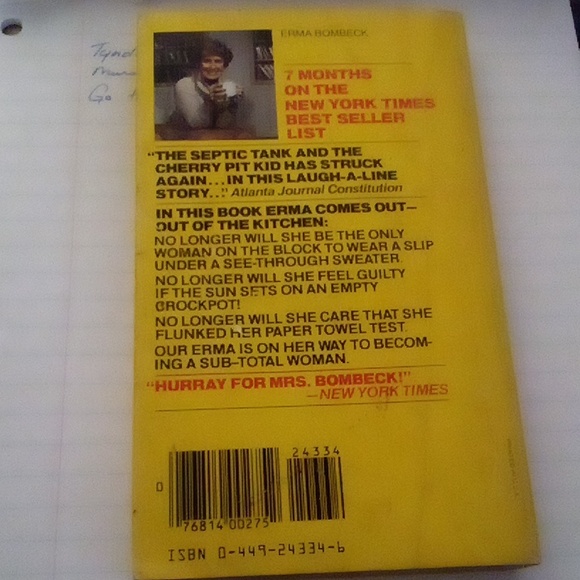 ERMA BOMBECK
7 MONTHS
ON THE
NEW YORK TIMES
BEST SELLER
LIST
"THE SEPTIC TANK AND THE
CHERRY PIT KID HAS STRUCK
AGAIN...IN THIS LAUGH-A-LINE
STORY..." Atlanta Journal Constitution
IN THIS BOOK ERMA COMES OUT—
OUT OF THE KITCHEN:
NO LONGER WILL SHE BE THE ONLY
WOMAN ON THE BLOCK TO WEAR A SLIP
UNDER A SEE-THROUGH SWEATER.
NO LONGER WILL SHE FEEL GUILTY
IF THE SUN SETS ON AN EMPTY
CROCKPOT!
NO LONGER WILL SHE CARE THAT SHE
FLUNKED HER PAPER TOWEL TEST.
OUR ERMA IS ON HER WAY TO BECOM-
ING A SUB-TOTAL WOMAN.
"HURRAY FOR MRS. BOMBECK!"
—NEW YORK TIMES
24334
0
76814 00275
ISBN 0-449-24334-6
Go